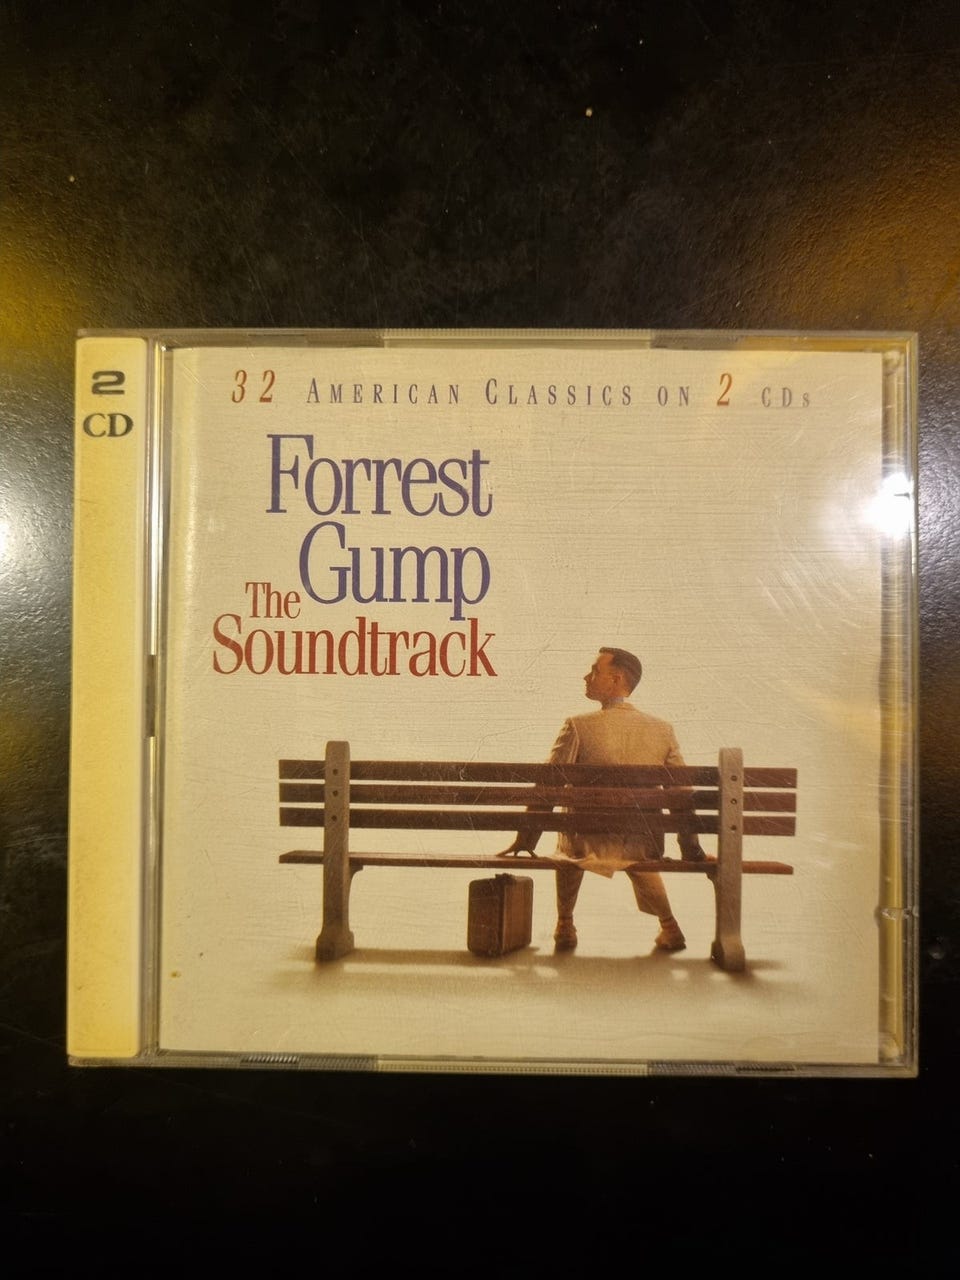 2
CD
32 AMERICAN CLASSICS ON 2 CDs
Forrest
Gump
The
Soundtrack